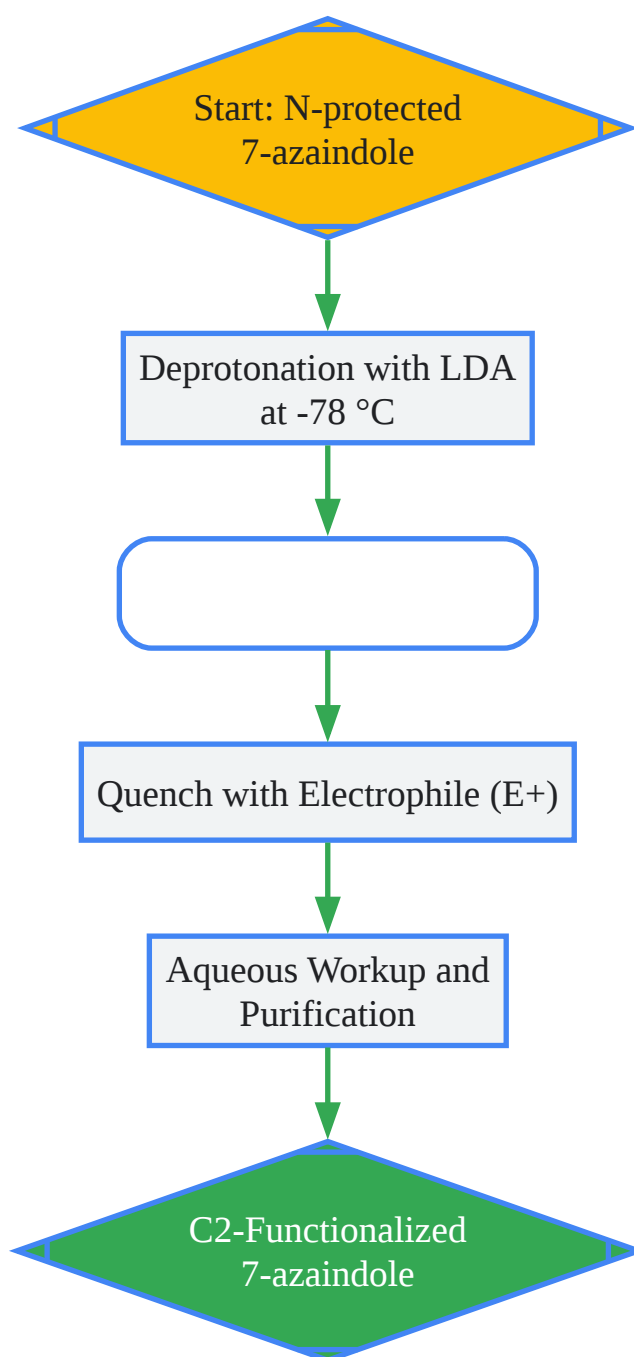 Start: N-protected
7-azaindole
Deprotonation with LDA
at -78 °C
Quench with Electrophile (E+)
Aqueous Workup and
Purification
C2-Functionalized
7-azaindole